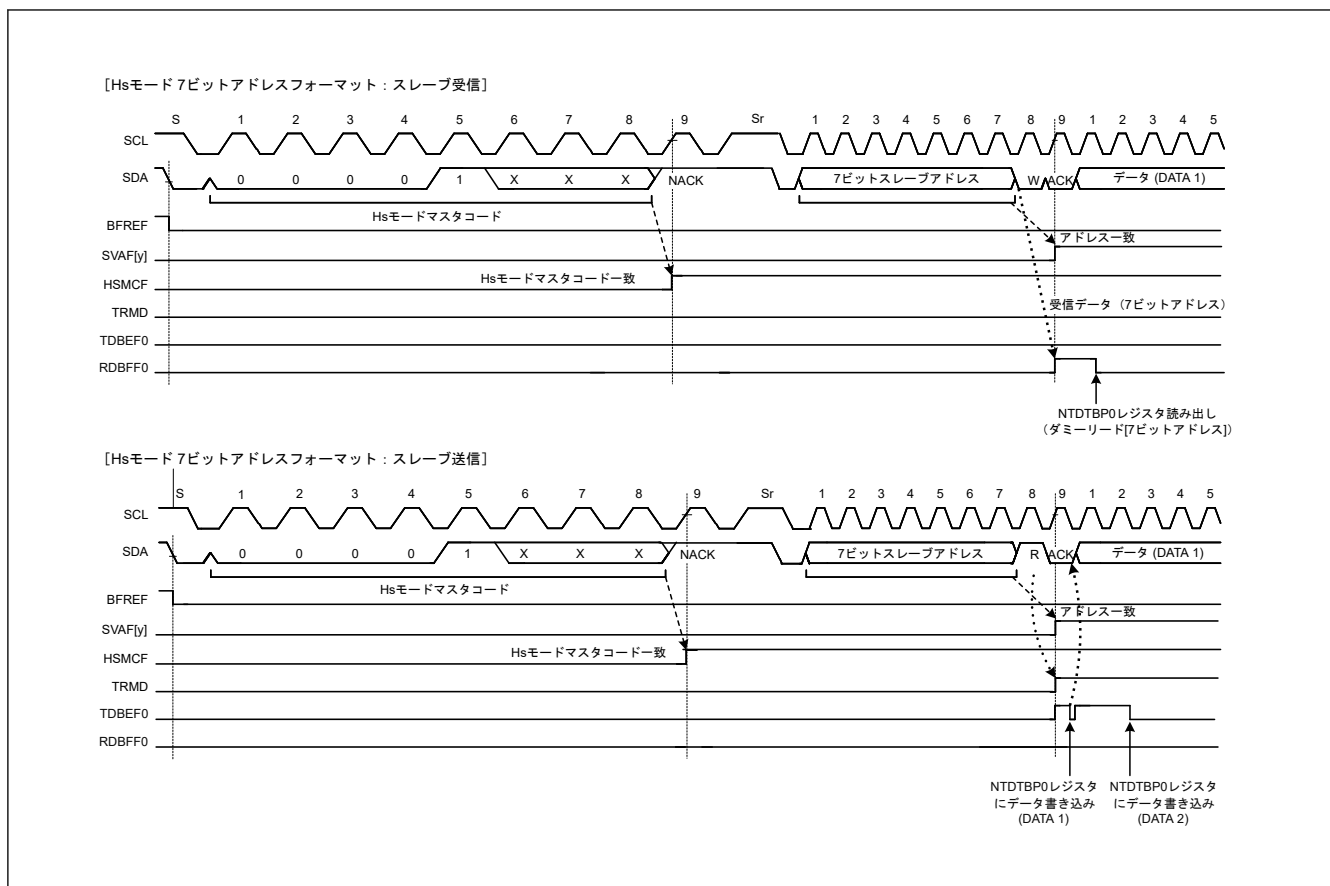 [Hsモード 7ビットアドレスフォーマット：スレーブ受信]
S 1 2 3 4 5 6 7 8 9 Sr 1 2 3 4 5 6 7 8 9 1 2 3 4 5
SCL
SDA 0 0 0 0 1 X X X NACK 7ビットスレーブアドレス W ACK データ (DATA 1)
Hsモードマスタコード
BFREF
アドレス一致
SVAF[y]
Hsモードマスタコード一致
HSMCF
受信データ（7ビットアドレス）
TRMD
TDBEF0
RDBFF0
NTDTBP0レジスタ読み出し
（ダミーリード[7ビットアドレス]）
[Hsモード 7ビットアドレスフォーマット：スレーブ送信]
S 1 2 3 4 5 6 7 8 9 Sr 1 2 3 4 5 6 7 8 9 1 2 3 4 5
SCL
SDA 0 0 0 0 1 X X X NACK 7ビットスレーブアドレス R ACK データ (DATA 1)
Hsモードマスタコード
BFREF
アドレス一致
SVAF[y]
Hsモードマスタコード一致
HSMCF
TRMD
TDBEF0
RDBFF0
NTDTBP0レジスタ NTDTBP0レジスタ
にデータ書き込み にデータ書き込み
(DATA 1) (DATA 2)